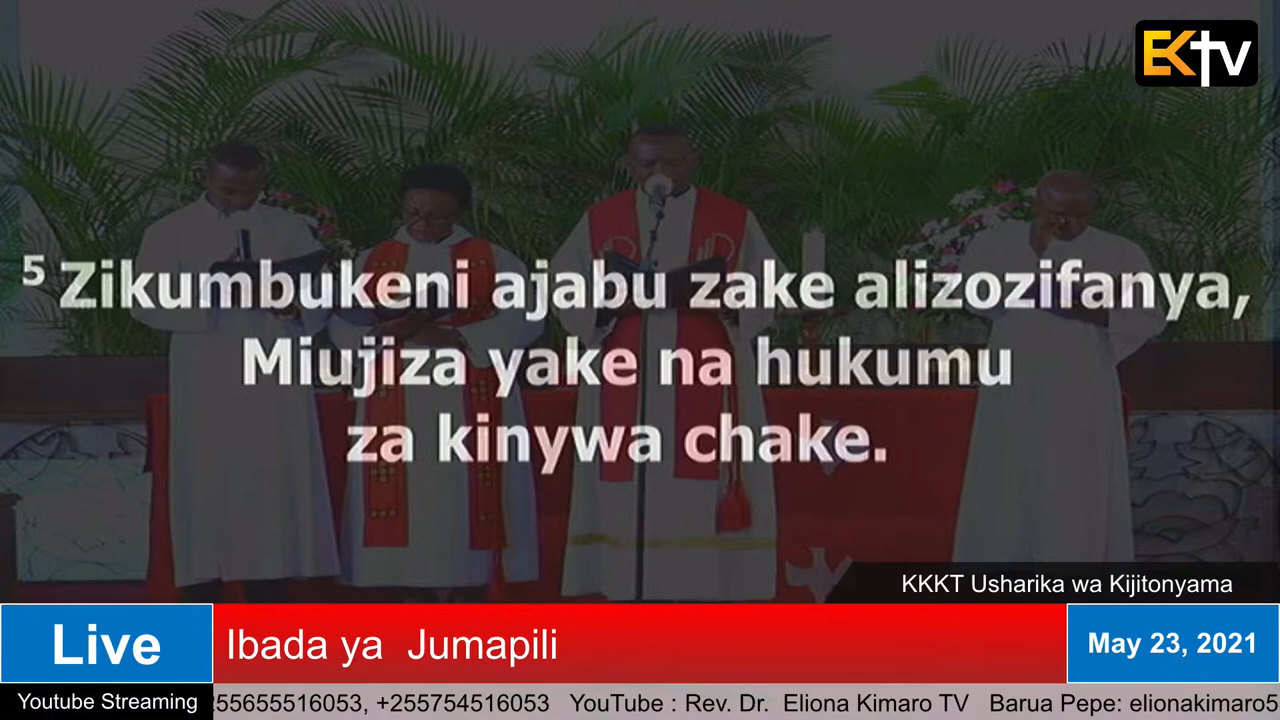 EKTV
5 Zikumbukeni ajabu zake alizozifanya,
Miujiza yake na hukumu
za kinywa chake.
KKKT Usharika wa Kijitonyama
Live
Ibada ya Jumapili
May 23, 2021
Youtube Streaming
255655516053, +255754516053 YouTube : Rev. Dr. Eliona Kimaro TV Barua Pepe: elionakimaro5